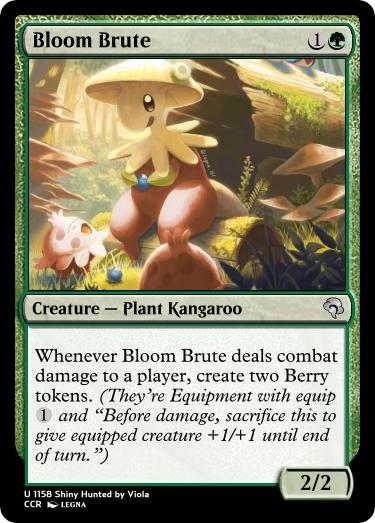 Bloom Brute 1
Creature — Plant Kangaroo
Whenever Bloom Brute deals combat
damage to a player, create two Berry
tokens. (They're Equipment with equip
1 and “Before damage, sacrifice this to
give equipped creature +1/+1 until end
of turn.”)
2/2
U 1158 Shiny Hunted by Viola
CCR LEGNA